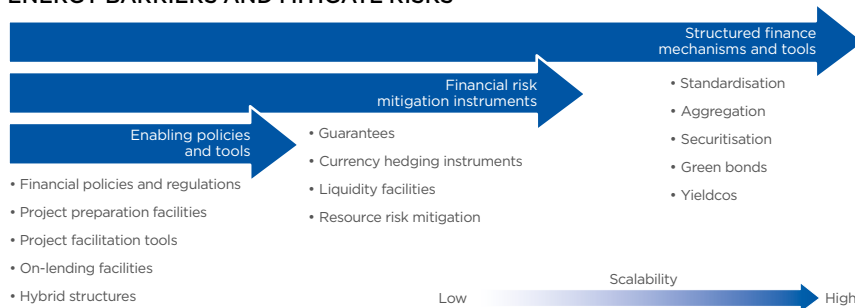 ENERGY BARRIERS AND MITIGATE RISKS
Structured finance
mechanisms and tools
• Standardisation
• Aggregation
• Securitisation
• Green bonds
• Yieldcos
Financial risk
mitigation instruments
• Guarantees
• Currency hedging instruments
• Liquidity facilities
• Resource risk mitigation
Enabling policies
and tools
• Financial policies and regulations
• Project preparation facilities
• Project facilitation tools
• On-lending facilities
• Hybrid structures
Scalability
Low
High